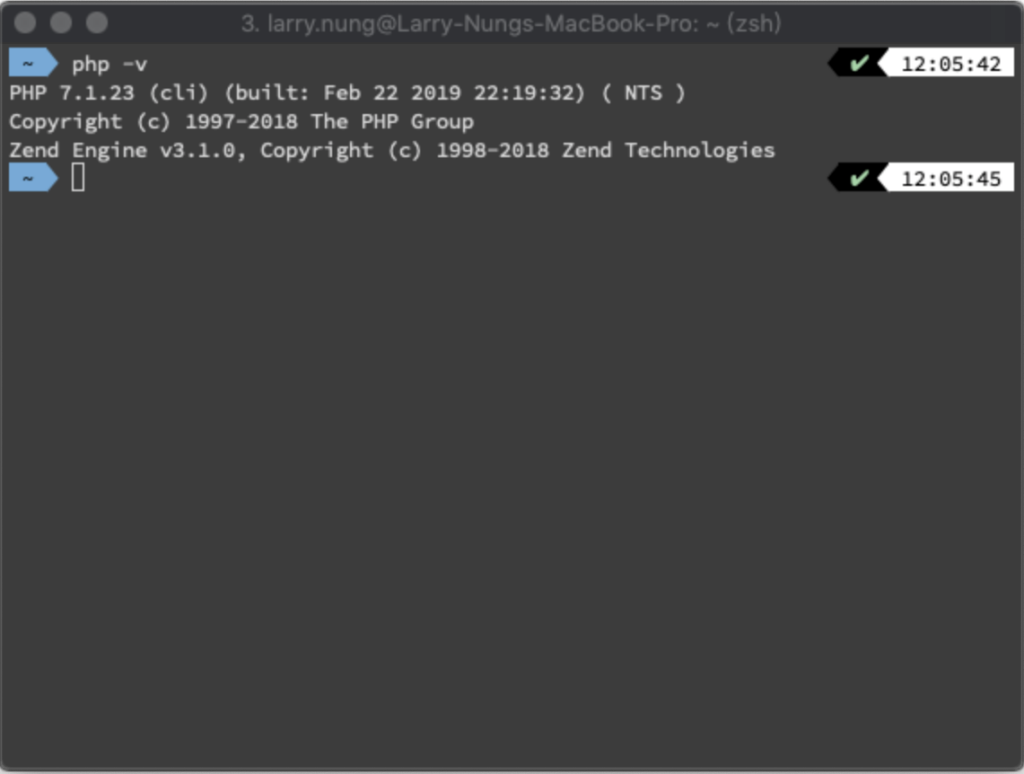 3. larry.nung@Larry-Nungs-MacBook-Pro: ~ (zsh)
~ php -v ✔ 12:05:42
PHP 7.1.23 (cli) (built: Feb 22 2019 22:19:32) ( NTS )
Copyright (c) 1997-2018 The PHP Group
Zend Engine v3.1.0, Copyright (c) 1998-2018 Zend Technologies
~ ✔ 12:05:45